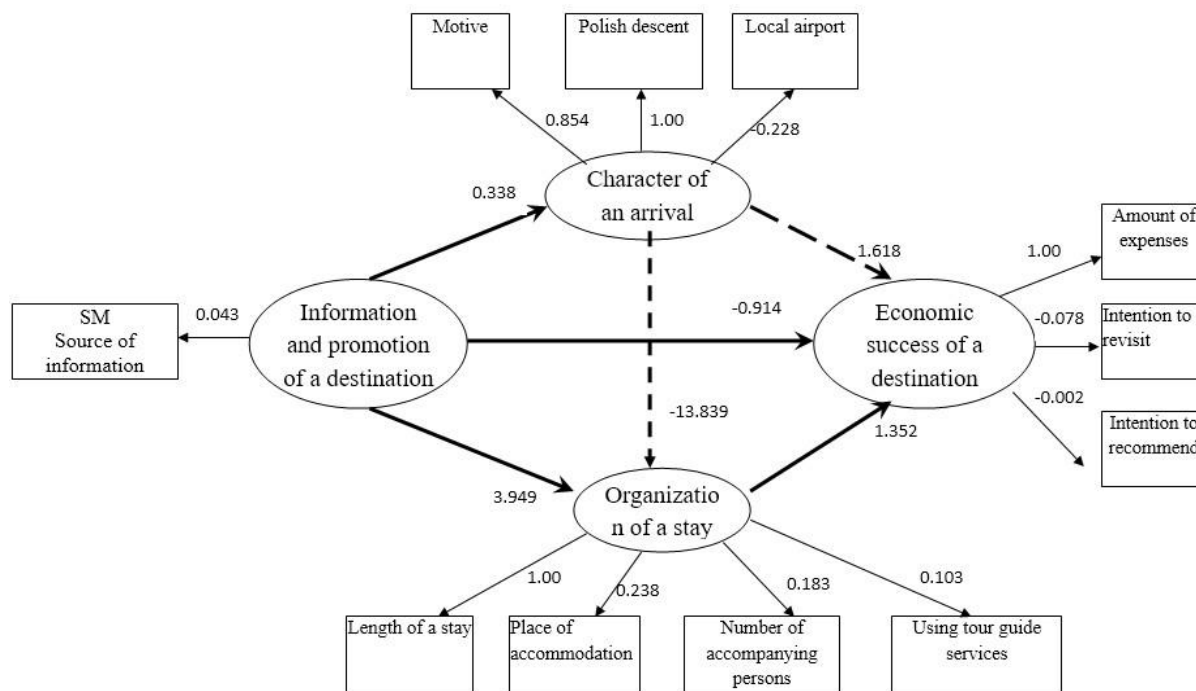 Motive
Polish descent
Local airport
0.854
1.00
-0.228
Character of
an arrival
0.338
1.618
Amount of
expenses
1.00
SM
Source of
information
0.043
Information
and promotion
of a destination
-0.914
Economic
success of a
destination
-0.078
Intention to
revisit
-0.002
Intention to
recommend
-13.839
1.352
3.949
Organizatio
n of a stay
1.00
0.238
0.183
0.103
Length of a stay
Place of
accommodation
Number of
accompanying
persons
Using tour guide
services